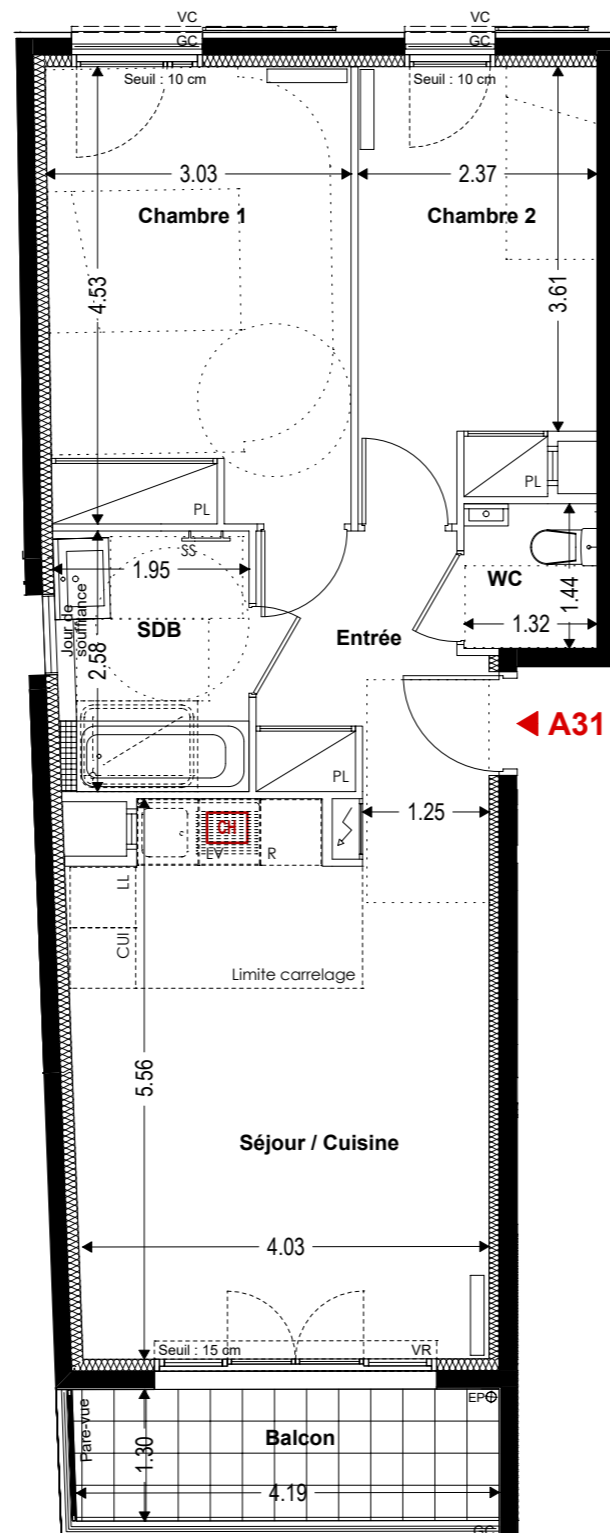 VC
VC
GC
GC
Seuil : 10 cm
Seuil : 10 cm
3.03
2.37
Chambre 1
Chambre 2
4.53
3.61
PL
PL
SS
WC
1.44
1.32
1.95
Jour de
souffrance
SDB
2.58
Entrée
A31
PL
1.25
CH
LV
R
LL
CUI
Limite carrelage
5.56
Séjour / Cuisine
4.03
Seuil : 15 cm
VR
Pare-vue
EP
Balcon
1.30
4.19
GC